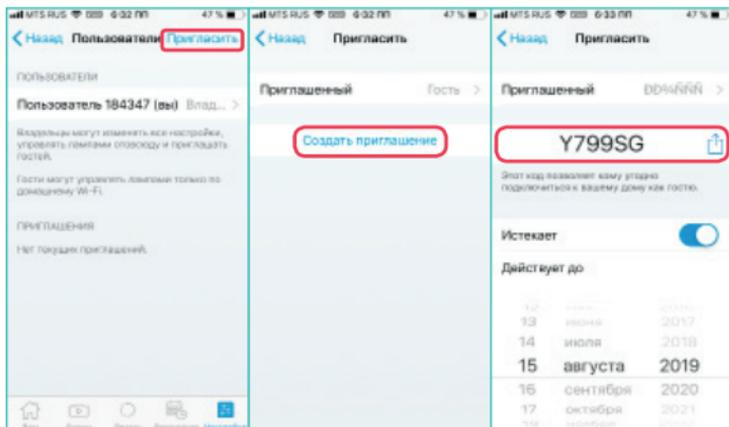 MTS RUS 6:32 ПП 47 %
Назад Пользователи Пригласить
ПОЛЬЗОВАТЕЛИ
Пользователь 184347 (вы) Влад...
Владельцы могут изменять все настройки,
управлять лампами отовсюду и приглашать
гостей.
Гости могут управлять лампами только по
домашнему Wi-Fi.
ПРИГЛАШЕНИЯ
Нет текущих приглашений.
MTS RUS 6:32 ПП 47 %
Назад Пригласить
Приглашенный Гость
Создать приглашение
MTS RUS 6:33 ПП 47 %
Назад Пригласить
Приглашенный
Y799SG
Этот код позволяет кому угодно
подключиться к вашему дому как гостю.
Истекает
Действует до
13 июня 2017
14 июля 2018
15 августа 2019
16 сентября 2020
17 октября 2021